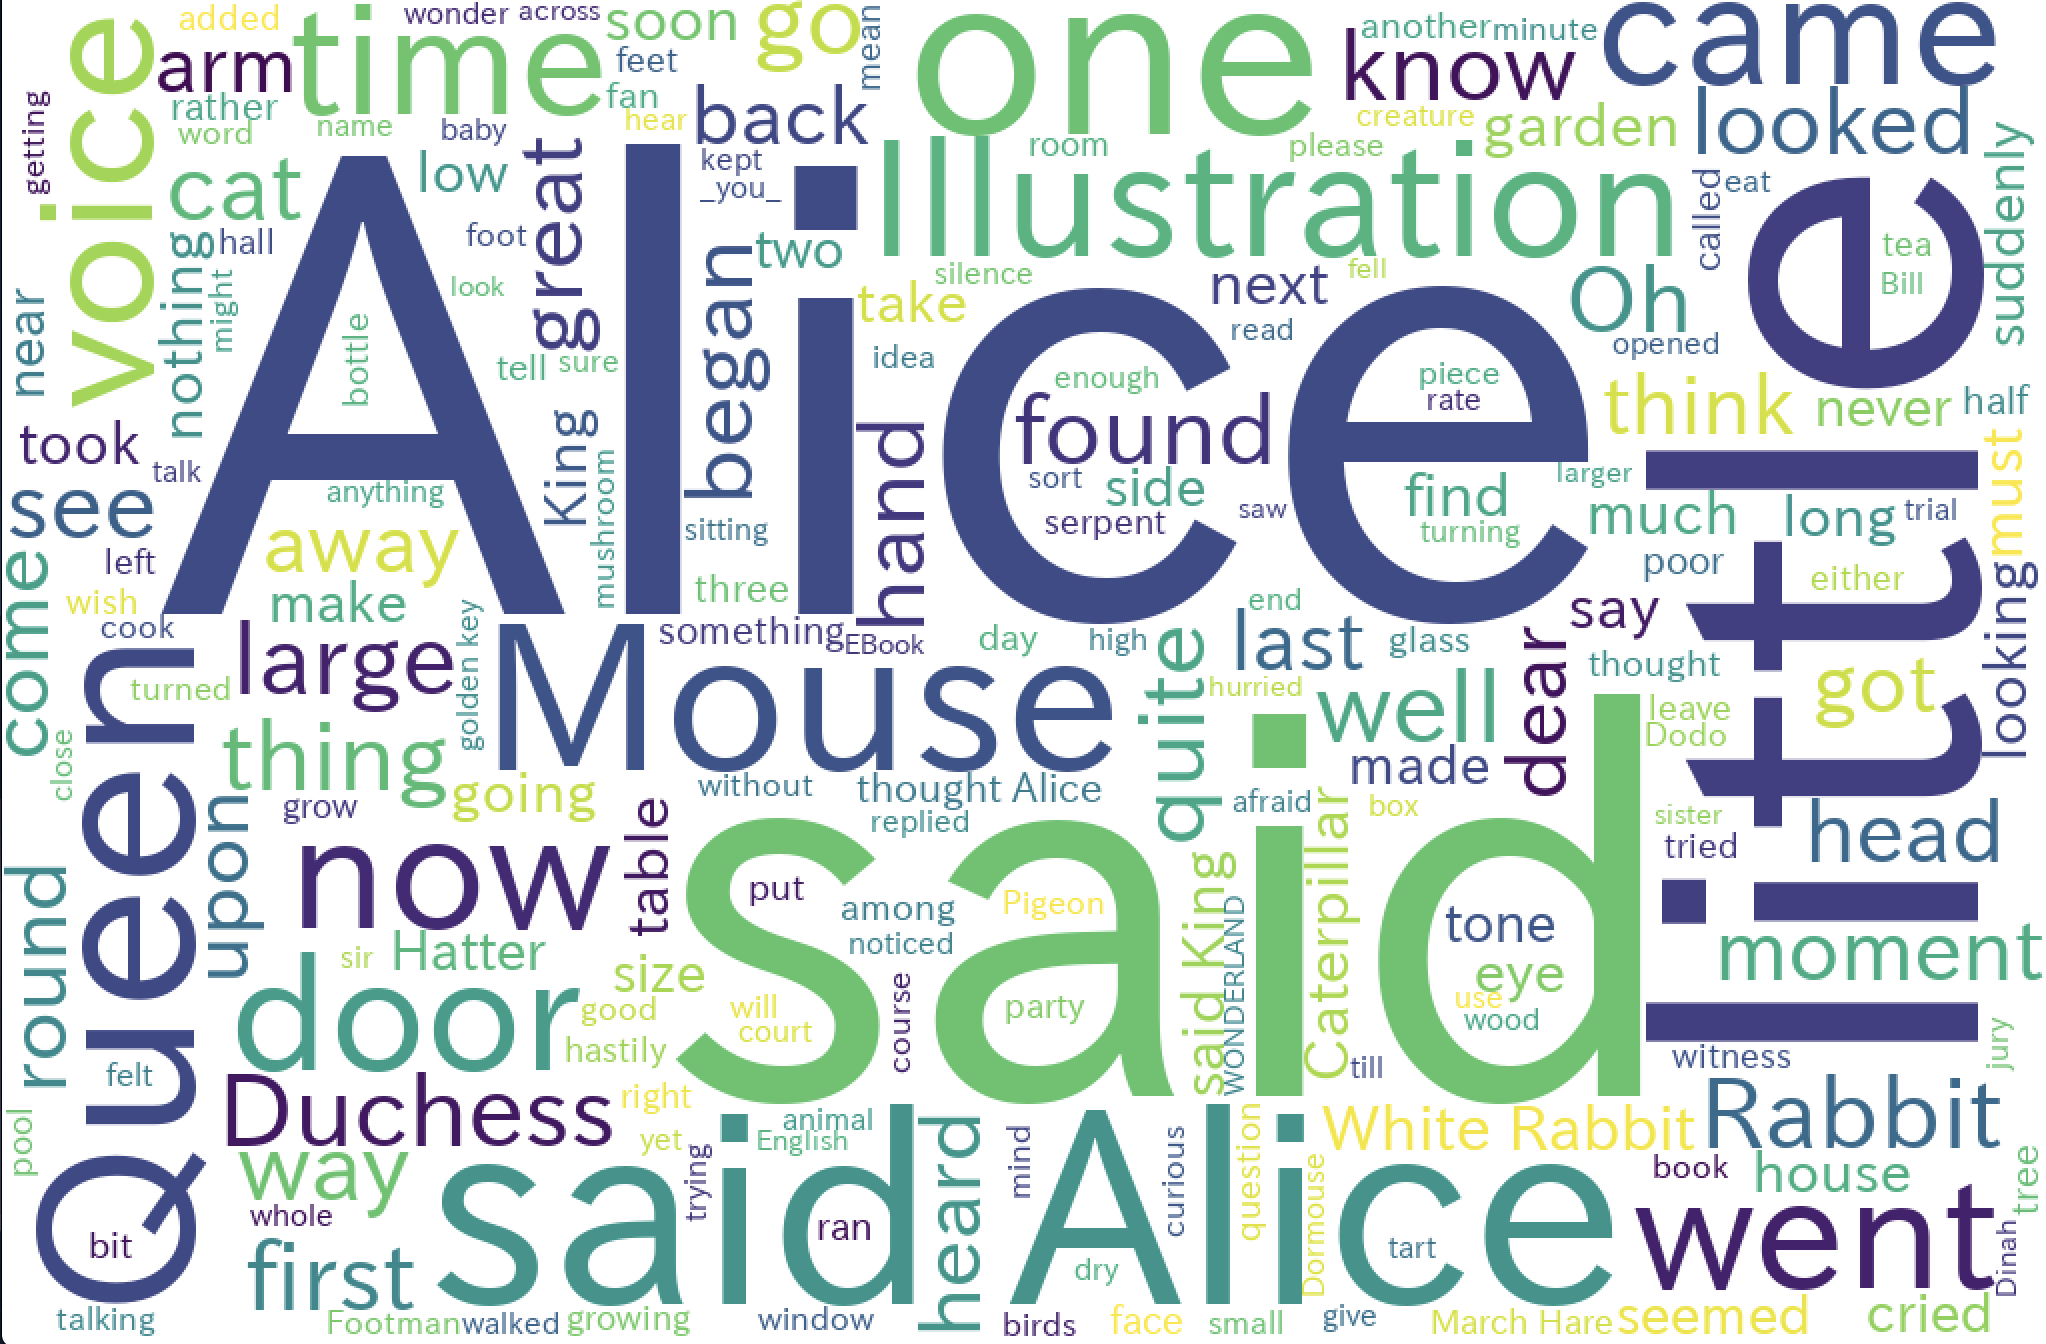 added
wonder
across
soon
go
mean
one
another
minute
came
voice
arm
time
feet
know
getting
rather
fan
back
creature
garden
looked
word
name
baby
hear
great
room
please
suddenly
cat
low
kept
_you_
Illustration
called
eat
nothing
hall
foot
began
two
tea
Bill
might
look
silence
next
fell
Oh
near
bottle
take
read
opened
Alice
tell
sure
idea
enough
piece
rate
think
never
half
took
talk
King
hand
found
must
see
anything
mushroom
sort
side
serpent
saw
find
turning
larger
much
long
trial
left
away
sitting
poor
either
come
wish
make
three
end
say
looking
cook
large
golden key
something
EBook
day
high
last
glass
dear
thought
little
Queen
turned
Mouse
quite
hurried
well
got
leave
Dodo
close
thing
going
made
grow
without
thought Alice
afraid
box
sister
upon
table
replied
tried
head
round
now
put
among
Pigeon
said King
WONDERLAND
Caterpillar
tone
sir
Hatter
noticed
moment
door
size
said
eye
good
will
court
course
party
use
wood
felt
hastily
till
witness
jury
pool
Duchess
right
animal
English
White Rabbit
Rabbit
way
yet
trying
heard
mind
curious
question
Dormouse
book
house
tree
whole
said Alice
went
bit
ran
tart
Dinah
first
dry
talking
Footman
walked
growing
window
birds
face
small
give
March Hare
seemed
cried